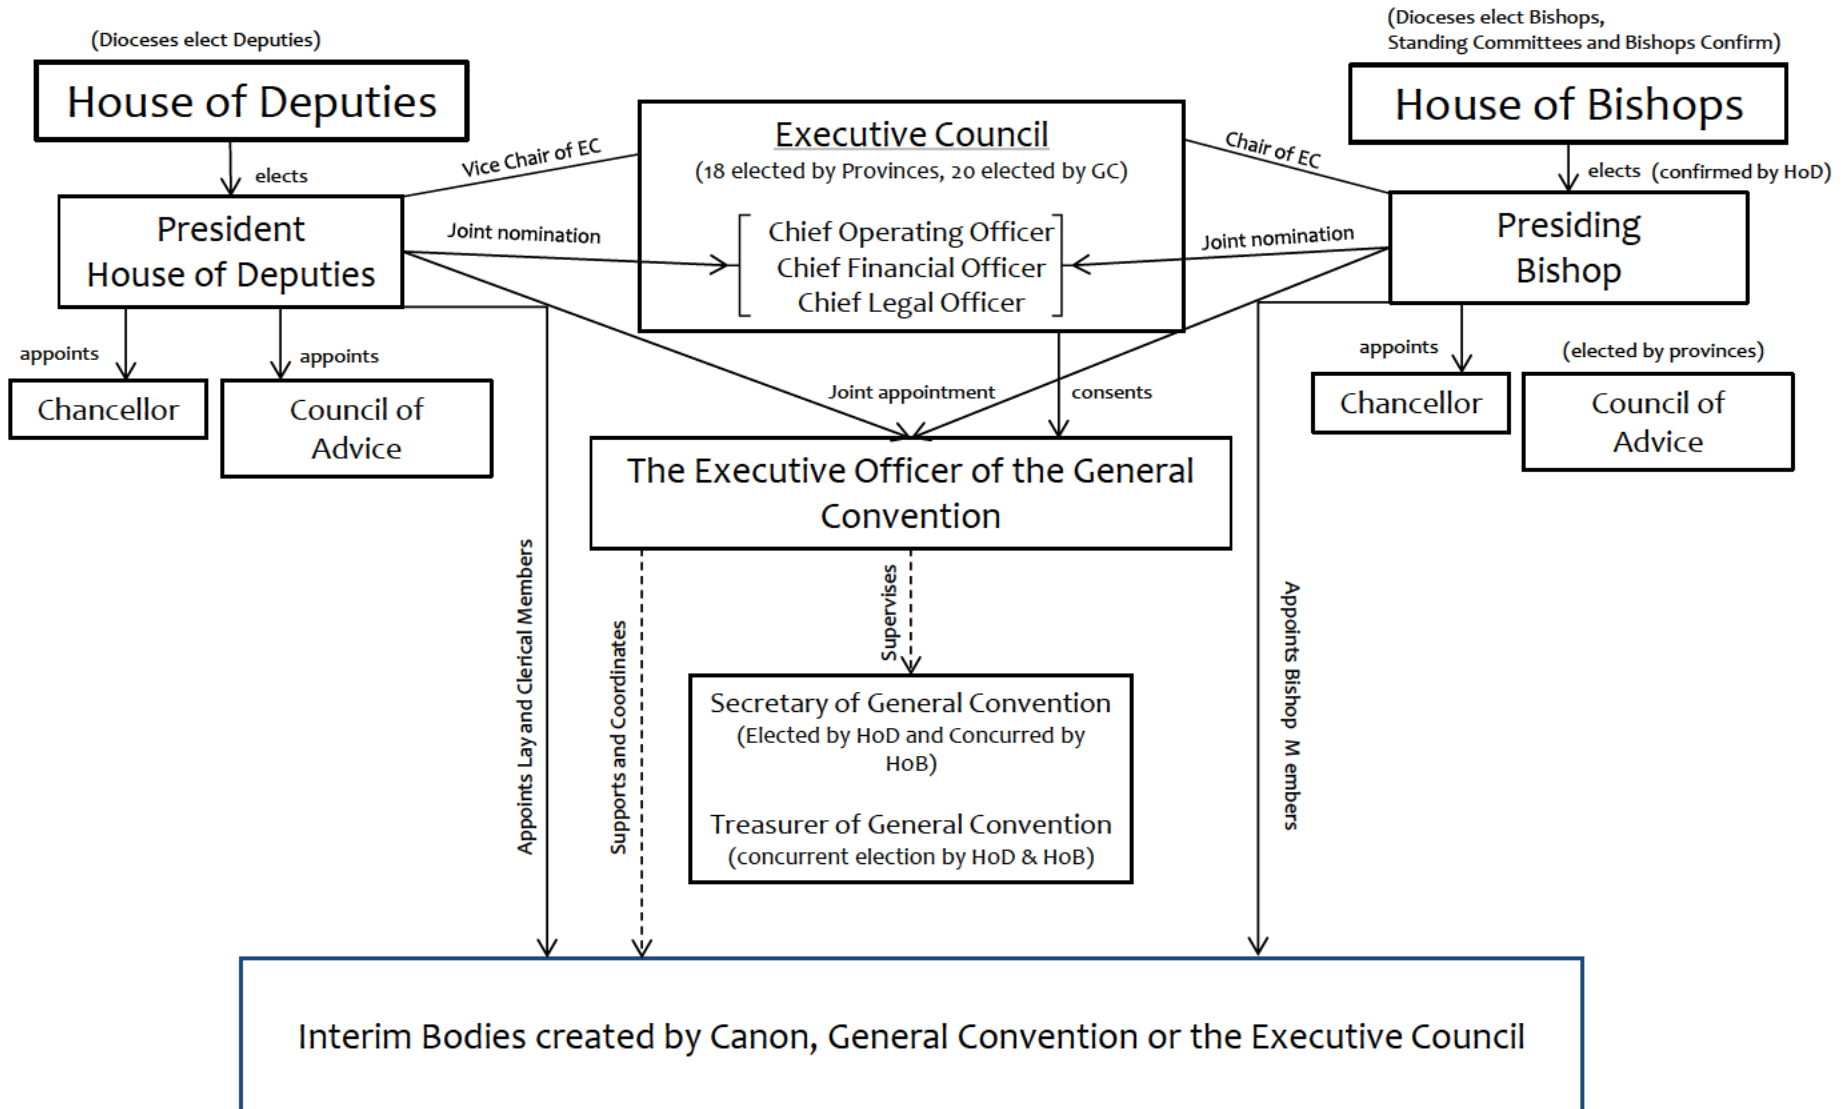 (Dioceses elect Deputies)
House of Deputies
elects
President
House of Deputies
appoints
appoints
Chancellor
Council of
Advice
Vice Chair of EC
Joint nomination
Executive Council
(18 elected by Provinces, 20 elected by GC)
Chief Operating Officer
Chief Financial Officer
Chief Legal Officer
Chair of EC
Joint nomination
(Dioceses elect Bishops,
Standing Committees and Bishops Confirm)
House of Bishops
elects (confirmed by HoD)
Presiding
Bishop
appoints
(elected by provinces)
Chancellor
Council of
Advice
Joint appointment
consents
The Executive Officer of the General
Convention
Appoints Lay and Clerical Members
Supports and Coordinates
Supervises
Appoints Bishop M embers
Secretary of General Convention
(Elected by HoD and Concurred by
HoB)
Treasurer of General Convention
(concurrent election by HoD & HoB)
Interim Bodies created by Canon, General Convention or the Executive Council